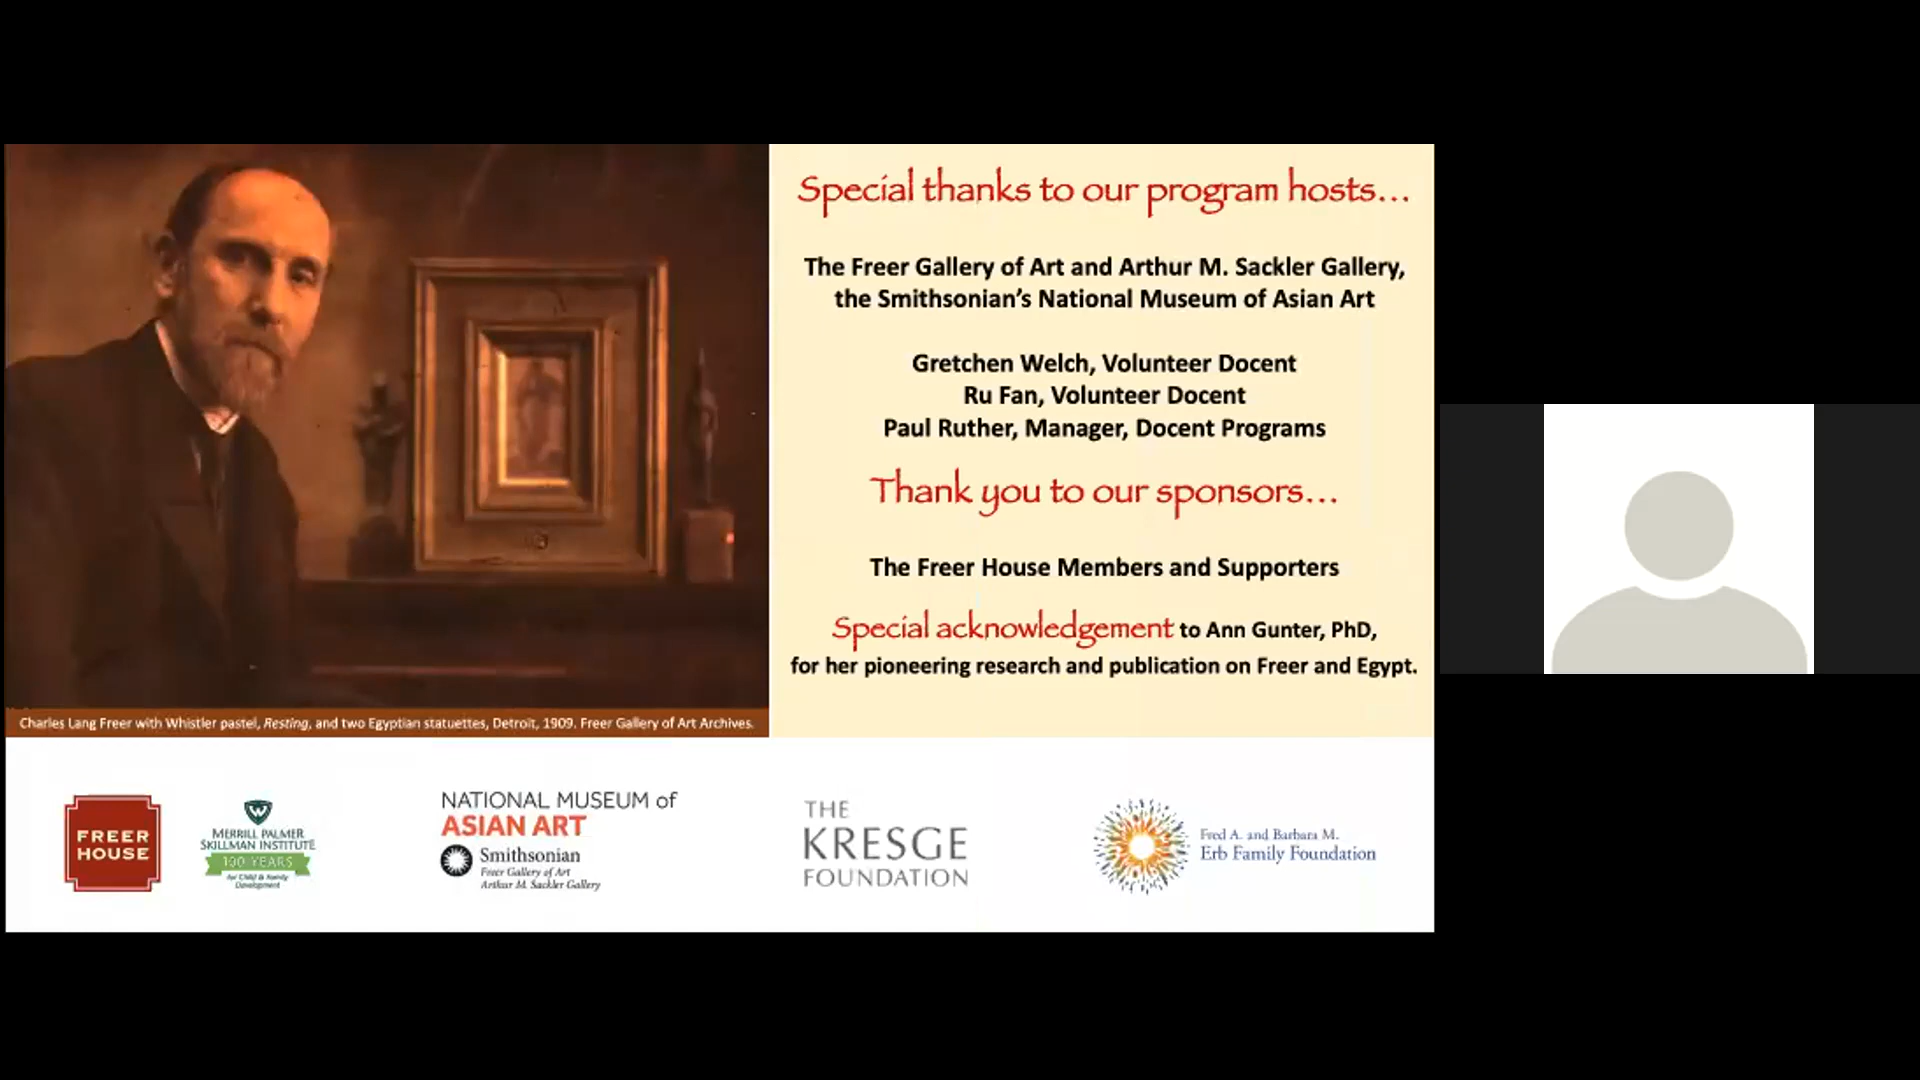 Special thanks to our program hosts...
The Freer Gallery of Art and Arthur M. Sackler Gallery,
the Smithsonian's National Museum of Asian Art
Gretchen Welch, Volunteer Docent
Ru Fan, Volunteer Docent
Paul Ruther, Manager, Docent Programs
Thank you to our sponsors...
The Freer House Members and Supporters
Special acknowledgement to Ann Gunter, PhD,
for her pioneering research and publication on Freer and Egypt.
Charles Lang Freer with Whistler pastel, Resting, and two Egyptian statuettes, Detroit, 1909. Freer Gallery of Art Archives.
FREER
HOUSE
W
MERRILL PALMER
SKILLMAN INSTITUTE
100 YEARS
for Child & Family
Development
NATIONAL MUSEUM of
ASIAN ART
Smithsonian
Freer Gallery of Art
Arthur M. Sackler Gallery
THE
KRESGE
FOUNDATION
Fred A. and Barbara M.
Erb Family Foundation